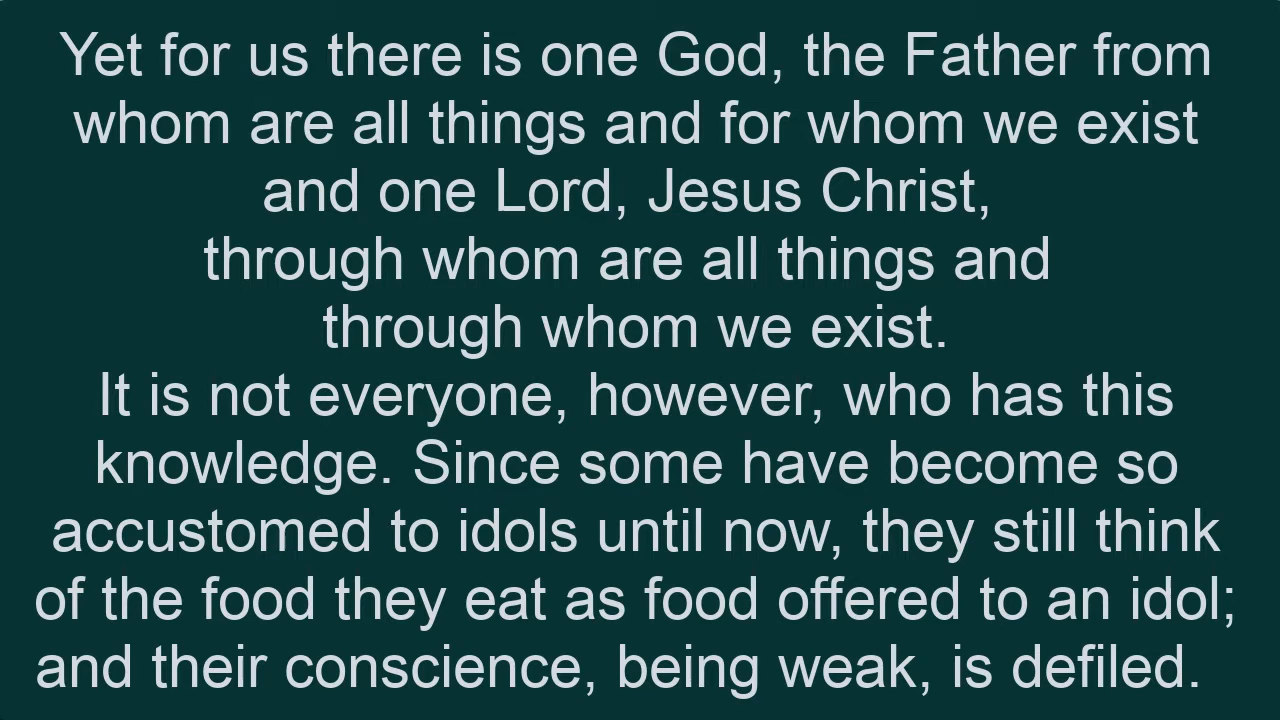 Yet for us there is one God, the Father from
whom are all things and for whom we exist
and one Lord, Jesus Christ,
through whom are all things and
through whom we exist.
It is not everyone, however, who has this
knowledge. Since some have become so
accustomed to idols until now, they still think
of the food they eat as food offered to an idol;
and their conscience, being weak, is defiled.